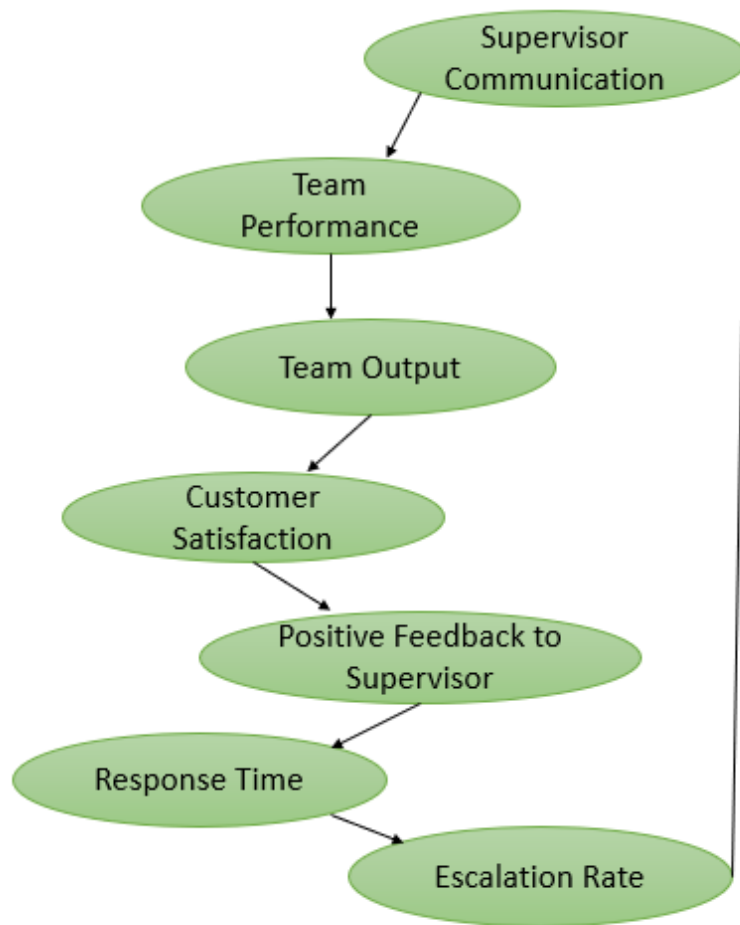 Supervisor
Communication
Team
Performance
Team Output
Customer
Satisfaction
Positive Feedback to
Supervisor
Response Time
Escalation Rate